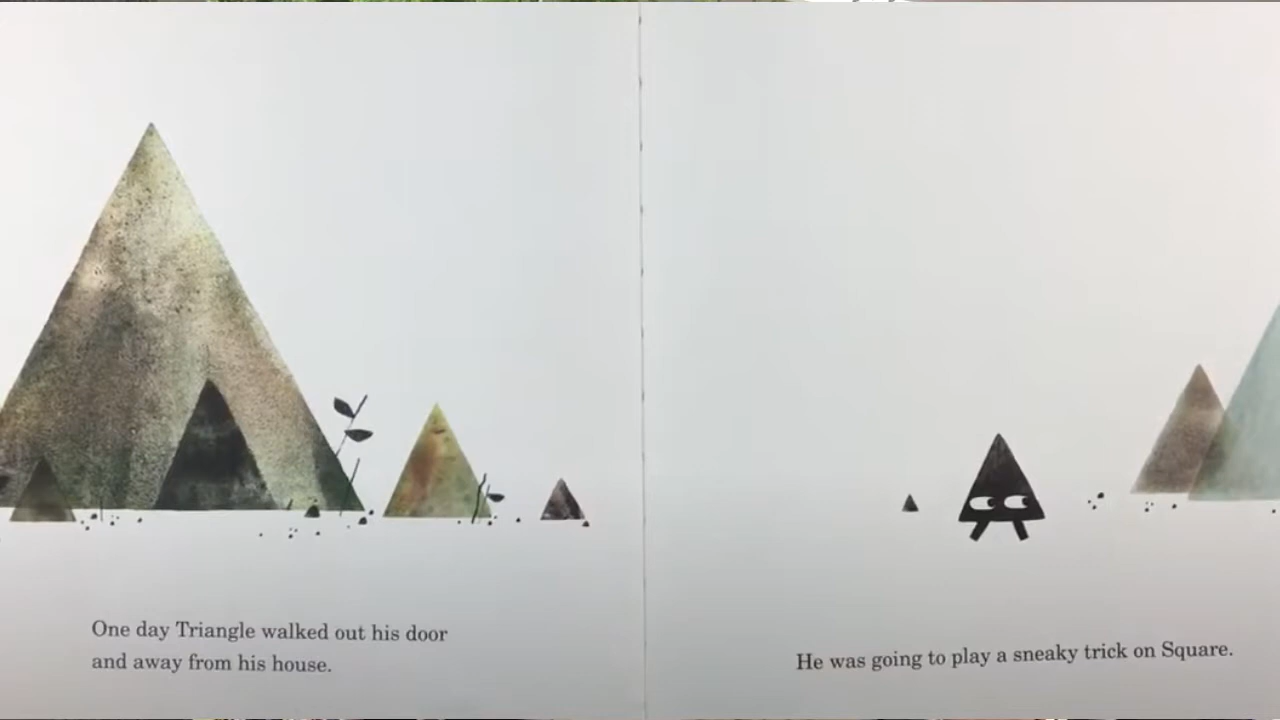 One day Triangle walked out his door
and away from his house.
He was going to play a sneaky trick on Square.